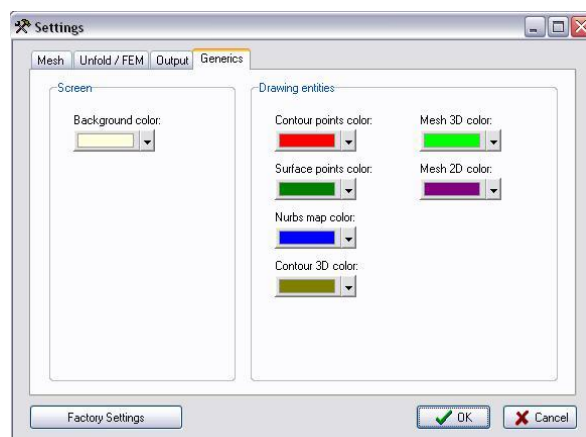 Settings
Mesh Unfold / FEM Output Generics
Screen
Background color:
Drawing entities
Contour points color: Mesh 3D color:
Surface points color: Mesh 2D color:
Nurbs map color:
Contour 3D color:
Factory Settings OK Cancel